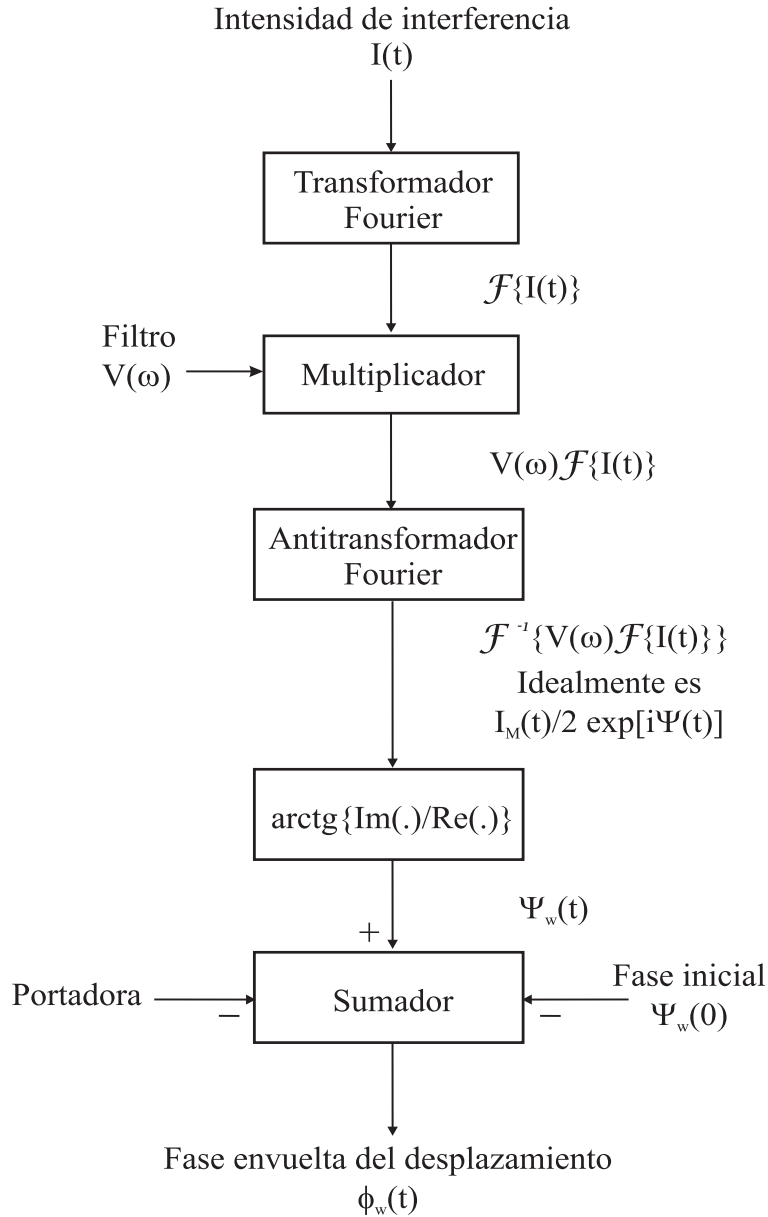 Intensidad de interferencia
I(t)
Transformador
Fourier
ℱ{I(t)}
Filtro
V(ω)
Multiplicador
V(ω)ℱ{I(t)}
Antitransformador
Fourier
ℱ⁻¹{V(ω)ℱ{I(t)}}
Idealmente es
I_M(t)/2 exp[iΨ(t)]
arctg{Im(.)/Re(.)}
Ψ_w(t)
+
Portadora
−
Sumador
Fase inicial
Ψ_w(0)
−
Fase envuelta del desplazamiento
ϕ_w(t)